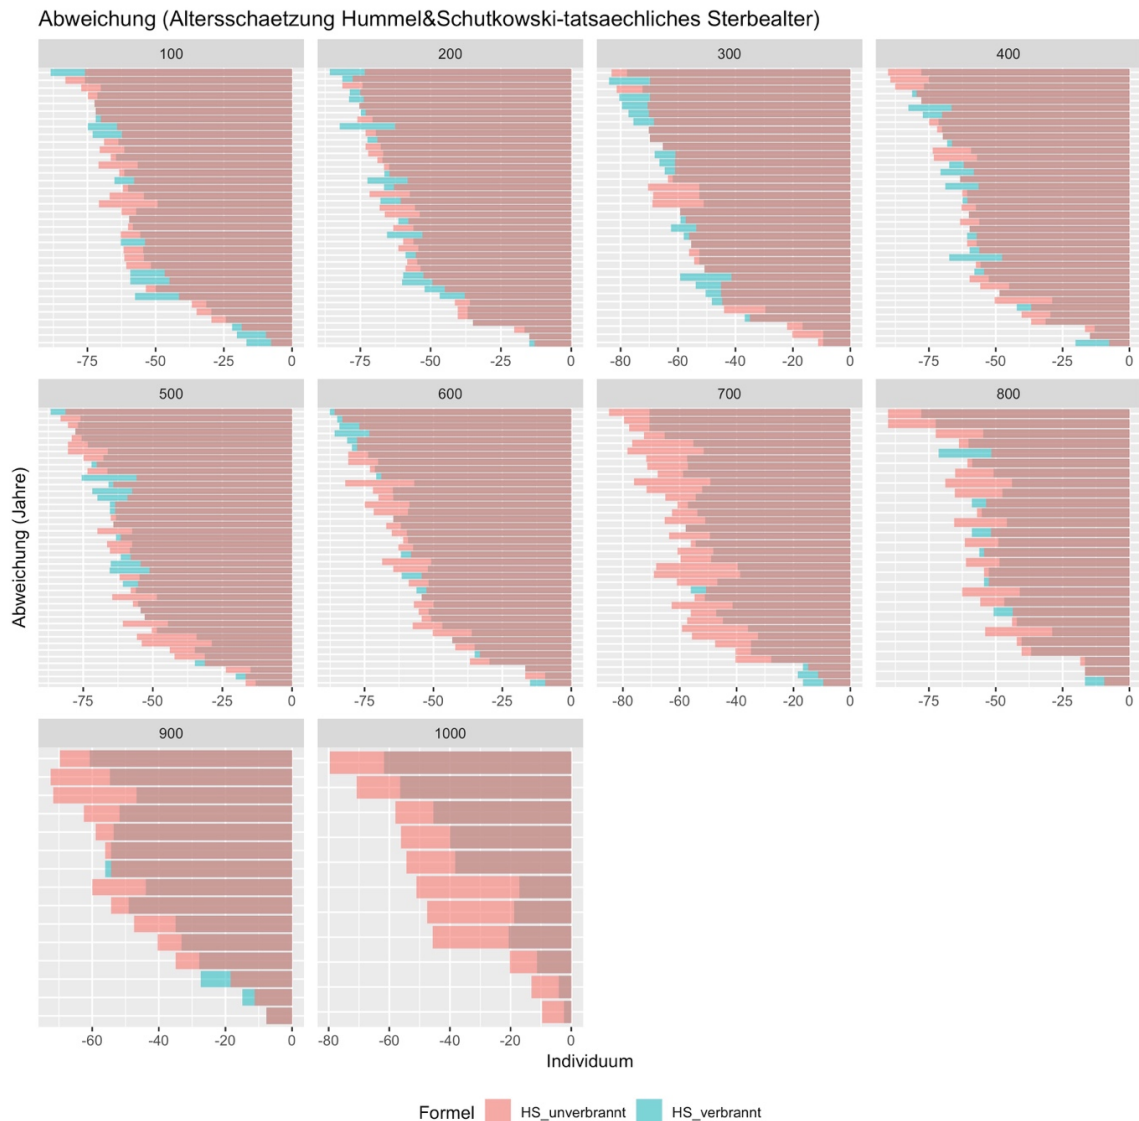 Abweichung (Altersschaetzung Hummel&Schutkowski-tatsaechliches Sterbealter)
100 200 300 400
-75 -50 -25 0 -75 -50 -25 0 -80 -60 -40 -20 0 -75 -50 -25 0
500 600 700 800
-75 -50 -25 0 -75 -50 -25 0 -80 -60 -40 -20 0 -75 -50 -25 0
Abweichung (Jahre)
900 1000
-60 -40 -20 0 -80 -60 -40 -20 0
Individuum
Formel HS_unverbrannt HS_verbrannt